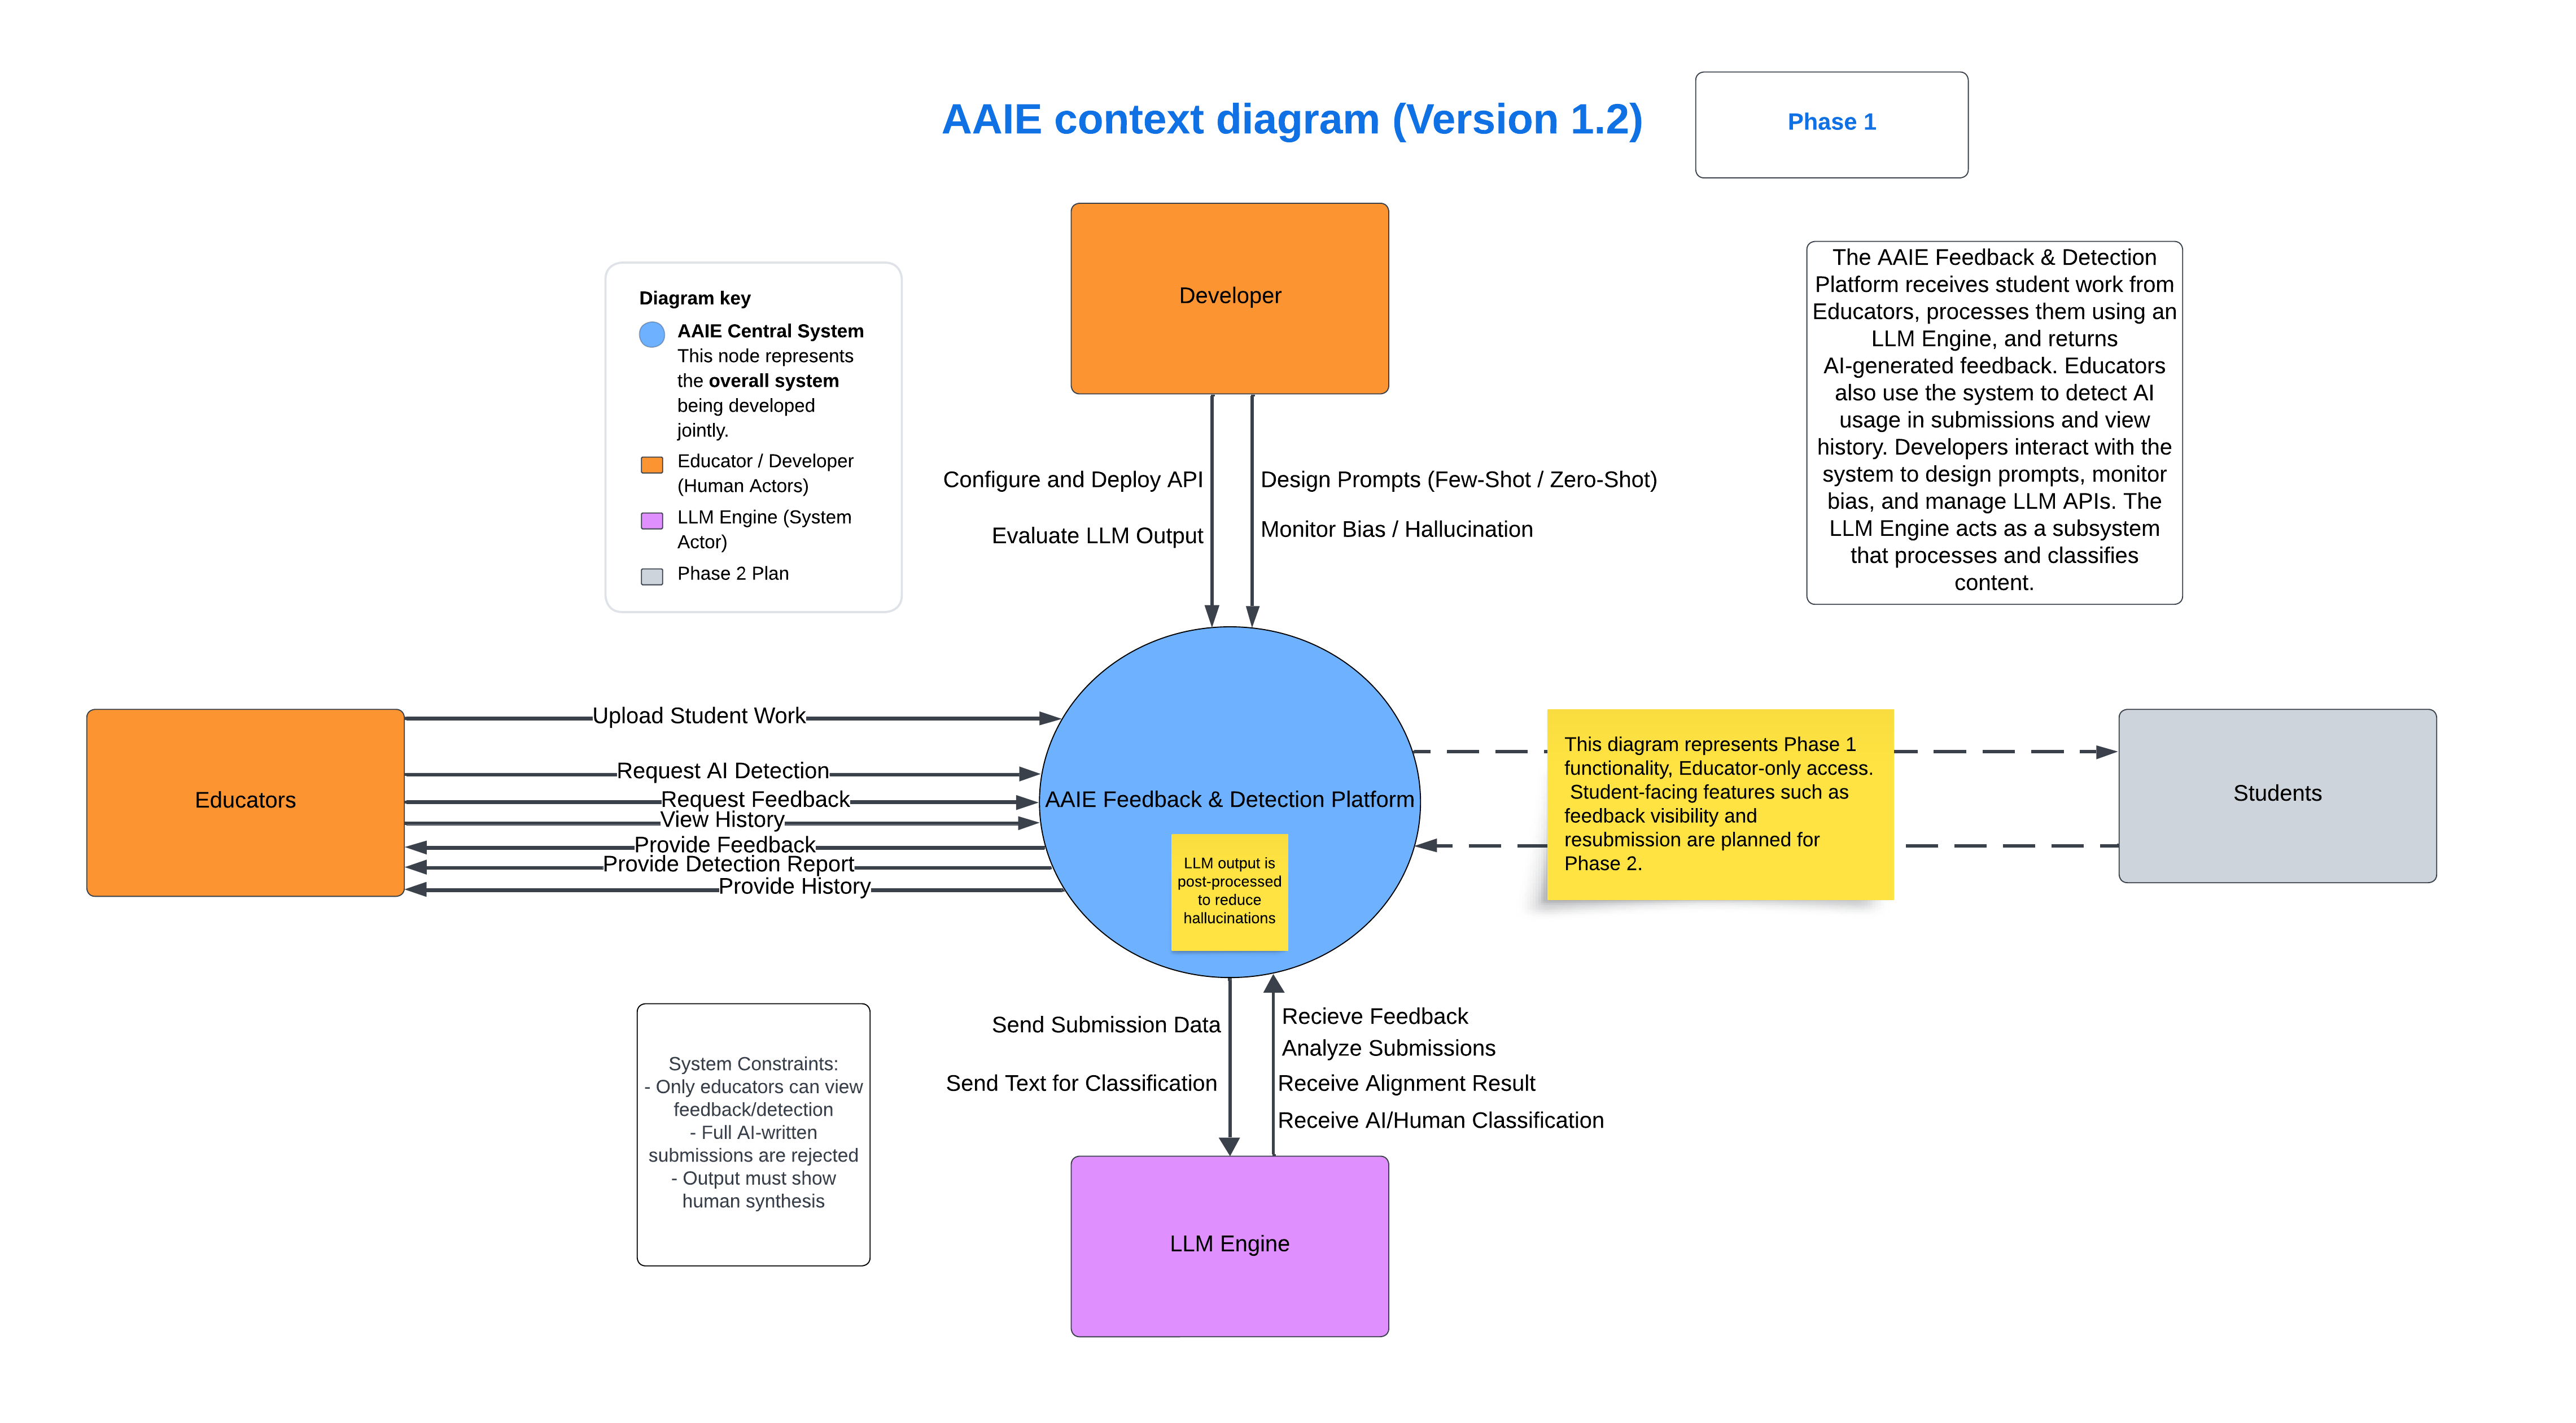 AAIE context diagram (Version 1.2)
Phase 1
Developer
Diagram key
AAIE Central System
This node represents
the overall system
being developed
jointly.
Educator / Developer
(Human Actors)
LLM Engine (System
Actor)
Phase 2 Plan
The AAIE Feedback & Detection
Platform receives student work from
Educators, processes them using an
LLM Engine, and returns
AI-generated feedback. Educators
also use the system to detect AI
usage in submissions and view
history. Developers interact with the
system to design prompts, monitor
bias, and manage LLM APIs. The
LLM Engine acts as a subsystem
that processes and classifies
content.
Configure and Deploy API
Evaluate LLM Output
Design Prompts (Few-Shot / Zero-Shot)
Monitor Bias / Hallucination
Educators
Upload Student Work
Request AI Detection
Request Feedback
View History
Provide Feedback
Provide Detection Report
Provide History
AAIE Feedback & Detection Platform
LLM output is
post-processed
to reduce
hallucinations
This diagram represents Phase 1
functionality, Educator-only access.
Student-facing features such as
feedback visibility and
resubmission are planned for
Phase 2.
Students
System Constraints:
- Only educators can view
feedback/detection
- Full AI-written
submissions are rejected
- Output must show
human synthesis
Send Submission Data
Send Text for Classification
Recieve Feedback
Analyze Submissions
Receive Alignment Result
Receive AI/Human Classification
LLM Engine